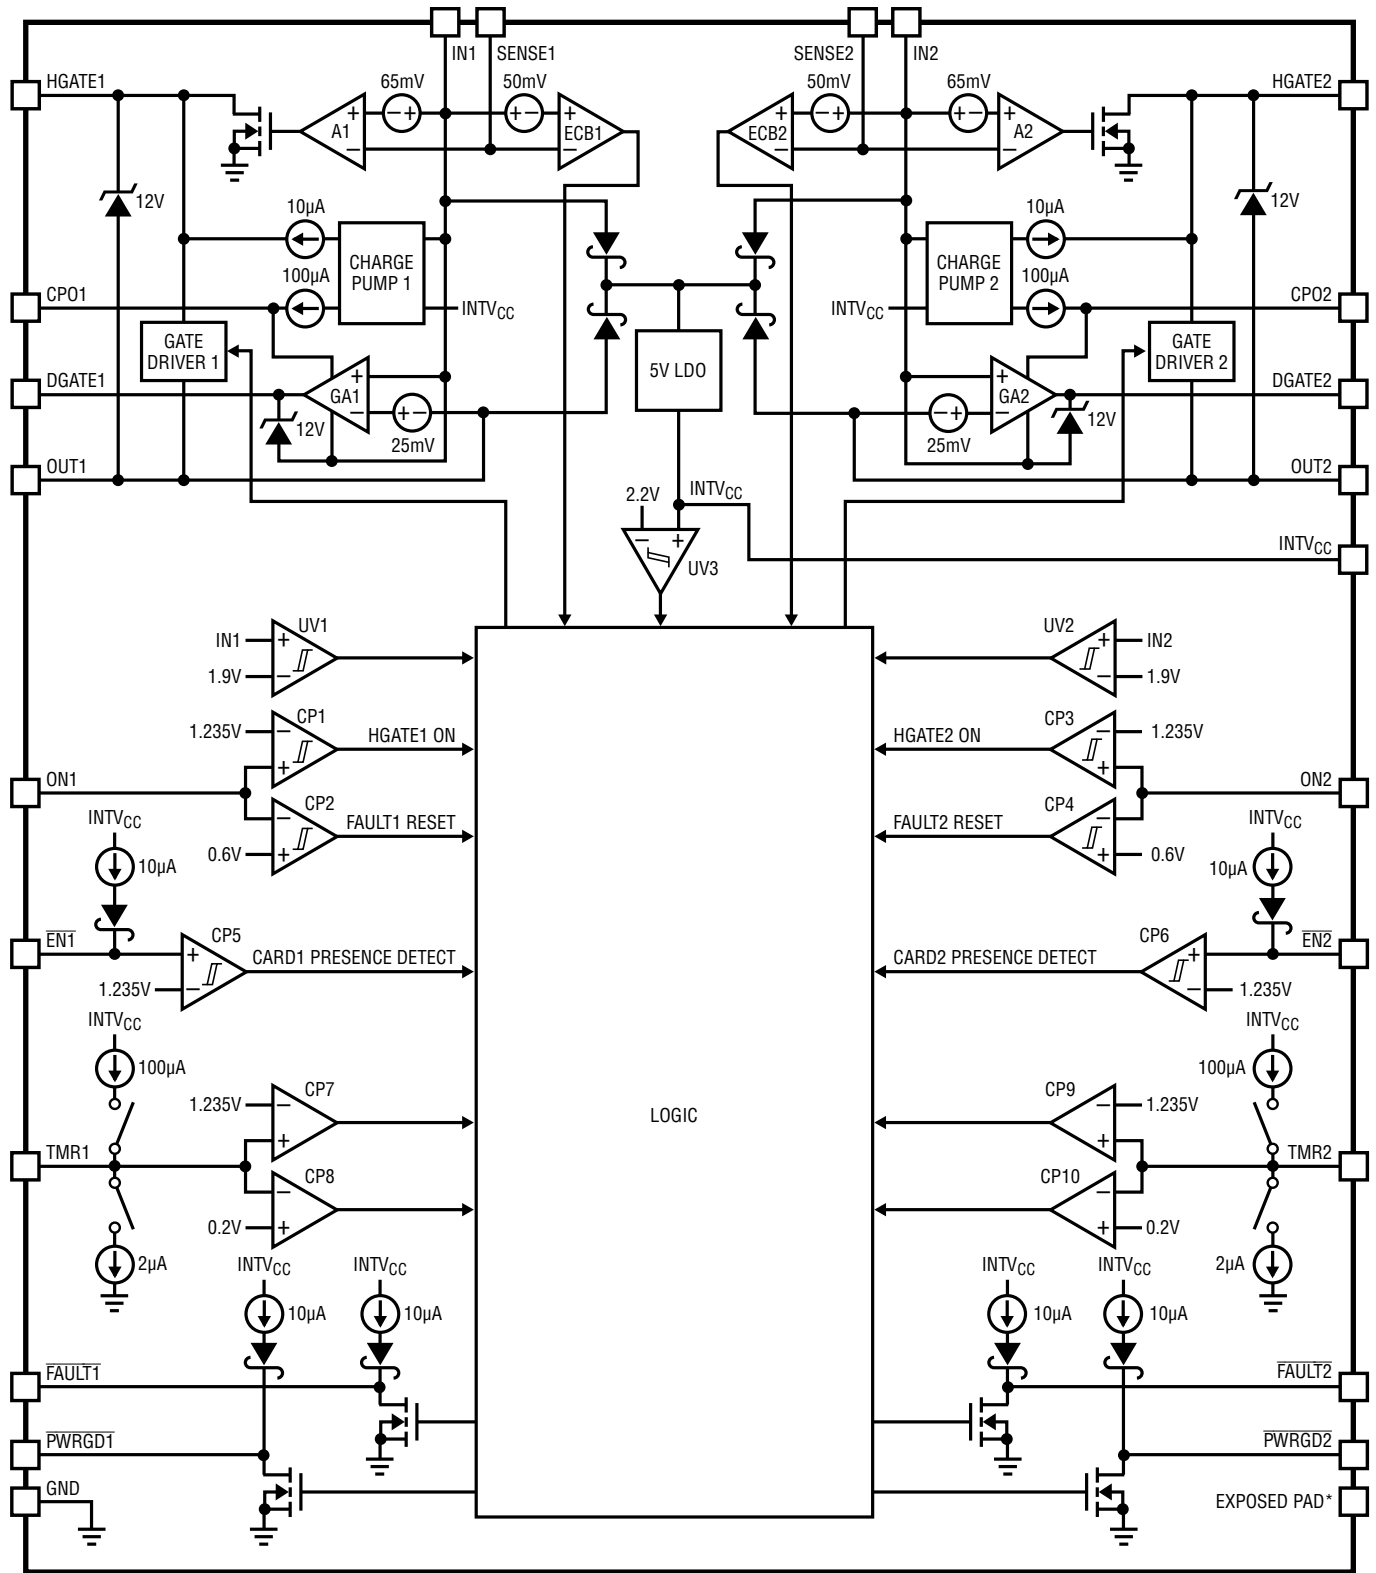 IN1 SENSE1 SENSE2 IN2
HGATE1 65mV 50mV 50mV 65mV HGATE2
+ − + + − + + − + + − +
A1 ECB1 ECB2 A2
− − − −
12V 12V
10µA 10µA
CHARGE PUMP 1 CHARGE PUMP 2
100µA 100µA
CPO1 INTVCC INTVCC CPO2
GATE DRIVER 1 5V LDO GATE DRIVER 2
DGATE1 + GA1 − + − − + + GA2 − DGATE2
12V 25mV 25mV 12V
OUT1 OUT2
2.2V INTVCC
− + INTVCC
UV3
UV1 UV2
IN1 + + IN2
1.9V − − 1.9V
CP1 CP3
1.235V − HGATE1 ON HGATE2 ON − 1.235V
+ +
ON1 ON2
CP2 CP4
INTVCC − FAULT1 RESET FAULT2 RESET − INTVCC
0.6V + + 0.6V
10µA 10µA
CP5 CP6
EN1 + CARD1 PRESENCE DETECT CARD2 PRESENCE DETECT + EN2
1.235V − − 1.235V
INTVCC INTVCC
100µA 100µA
CP7 CP9
1.235V − − 1.235V
LOGIC
+ +
TMR1 TMR2
CP8 CP10
− −
0.2V + + 0.2V
2µA INTVCC INTVCC INTVCC INTVCC 2µA
10µA 10µA 10µA 10µA
FAULT1 FAULT2
PWRGD1 PWRGD2
GND EXPOSED PAD*